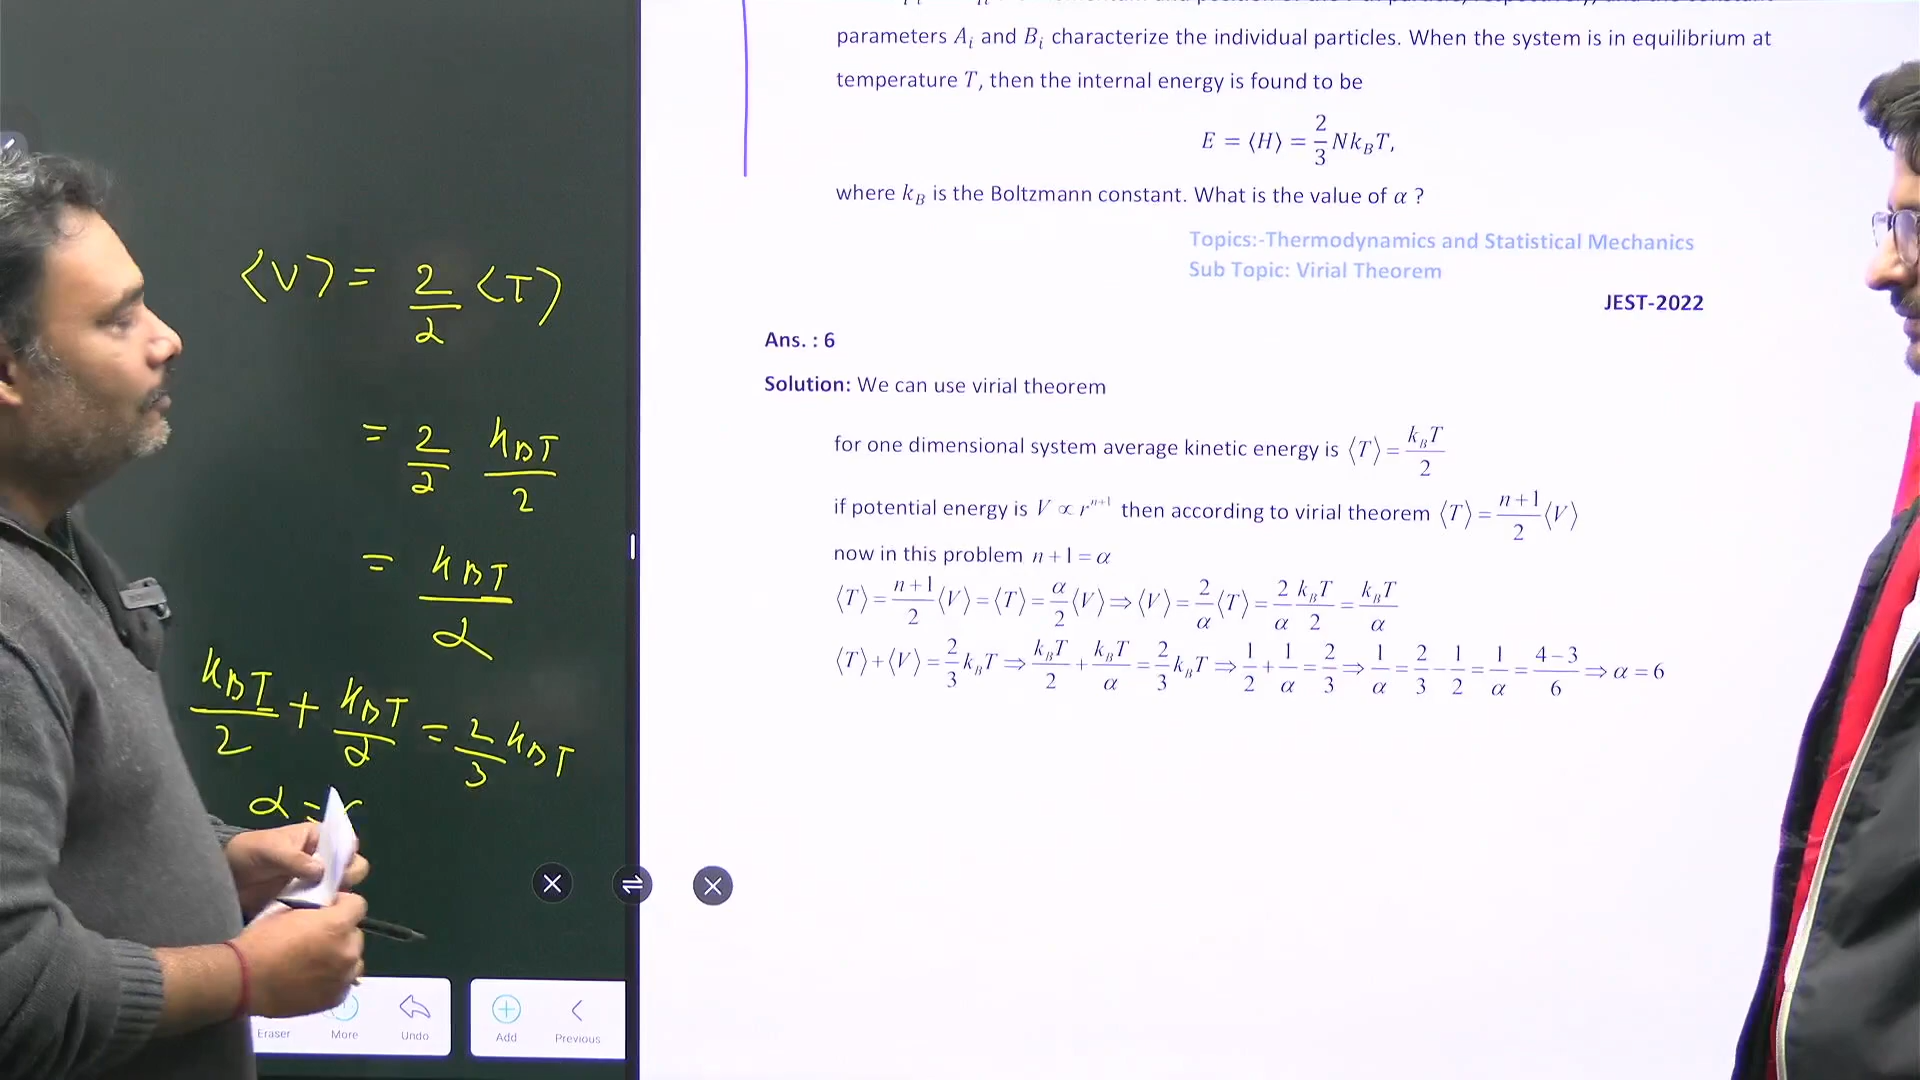 ⟨V⟩ = 2/α ⟨T⟩
= 2/α k_BT/2
= k_BT/α
k_BT/2 + k_BT/α = 2/3 k_BT
α =
Eraser
More
Undo
Add
Previous
parameters A_i and B_i characterize the individual particles. When the system is in equilibrium at
temperature T, then the internal energy is found to be
E = ⟨H⟩ = 2/3 Nk_BT,
where k_B is the Boltzmann constant. What is the value of α ?
Topics:-Thermodynamics and Statistical Mechanics
Sub Topic: Virial Theorem
JEST-2022
Ans. : 6
Solution: We can use virial theorem
for one dimensional system average kinetic energy is ⟨T⟩ = k_BT/2
if potential energy is V ∝ r^{n+1} then according to virial theorem ⟨T⟩ = n+1/2 ⟨V⟩
now in this problem n+1 = α
⟨T⟩ = n+1/2 ⟨V⟩ = ⟨T⟩ = α/2 ⟨V⟩ ⇒ ⟨V⟩ = 2/α ⟨T⟩ = 2/α k_BT/2 = k_BT/α
⟨T⟩ + ⟨V⟩ = 2/3 k_BT ⇒ k_BT/2 + k_BT/α = 2/3 k_BT ⇒ 1/2 + 1/α = 2/3 ⇒ 1/α = 2/3 − 1/2 = 1/α = 4−3/6 ⇒ α = 6